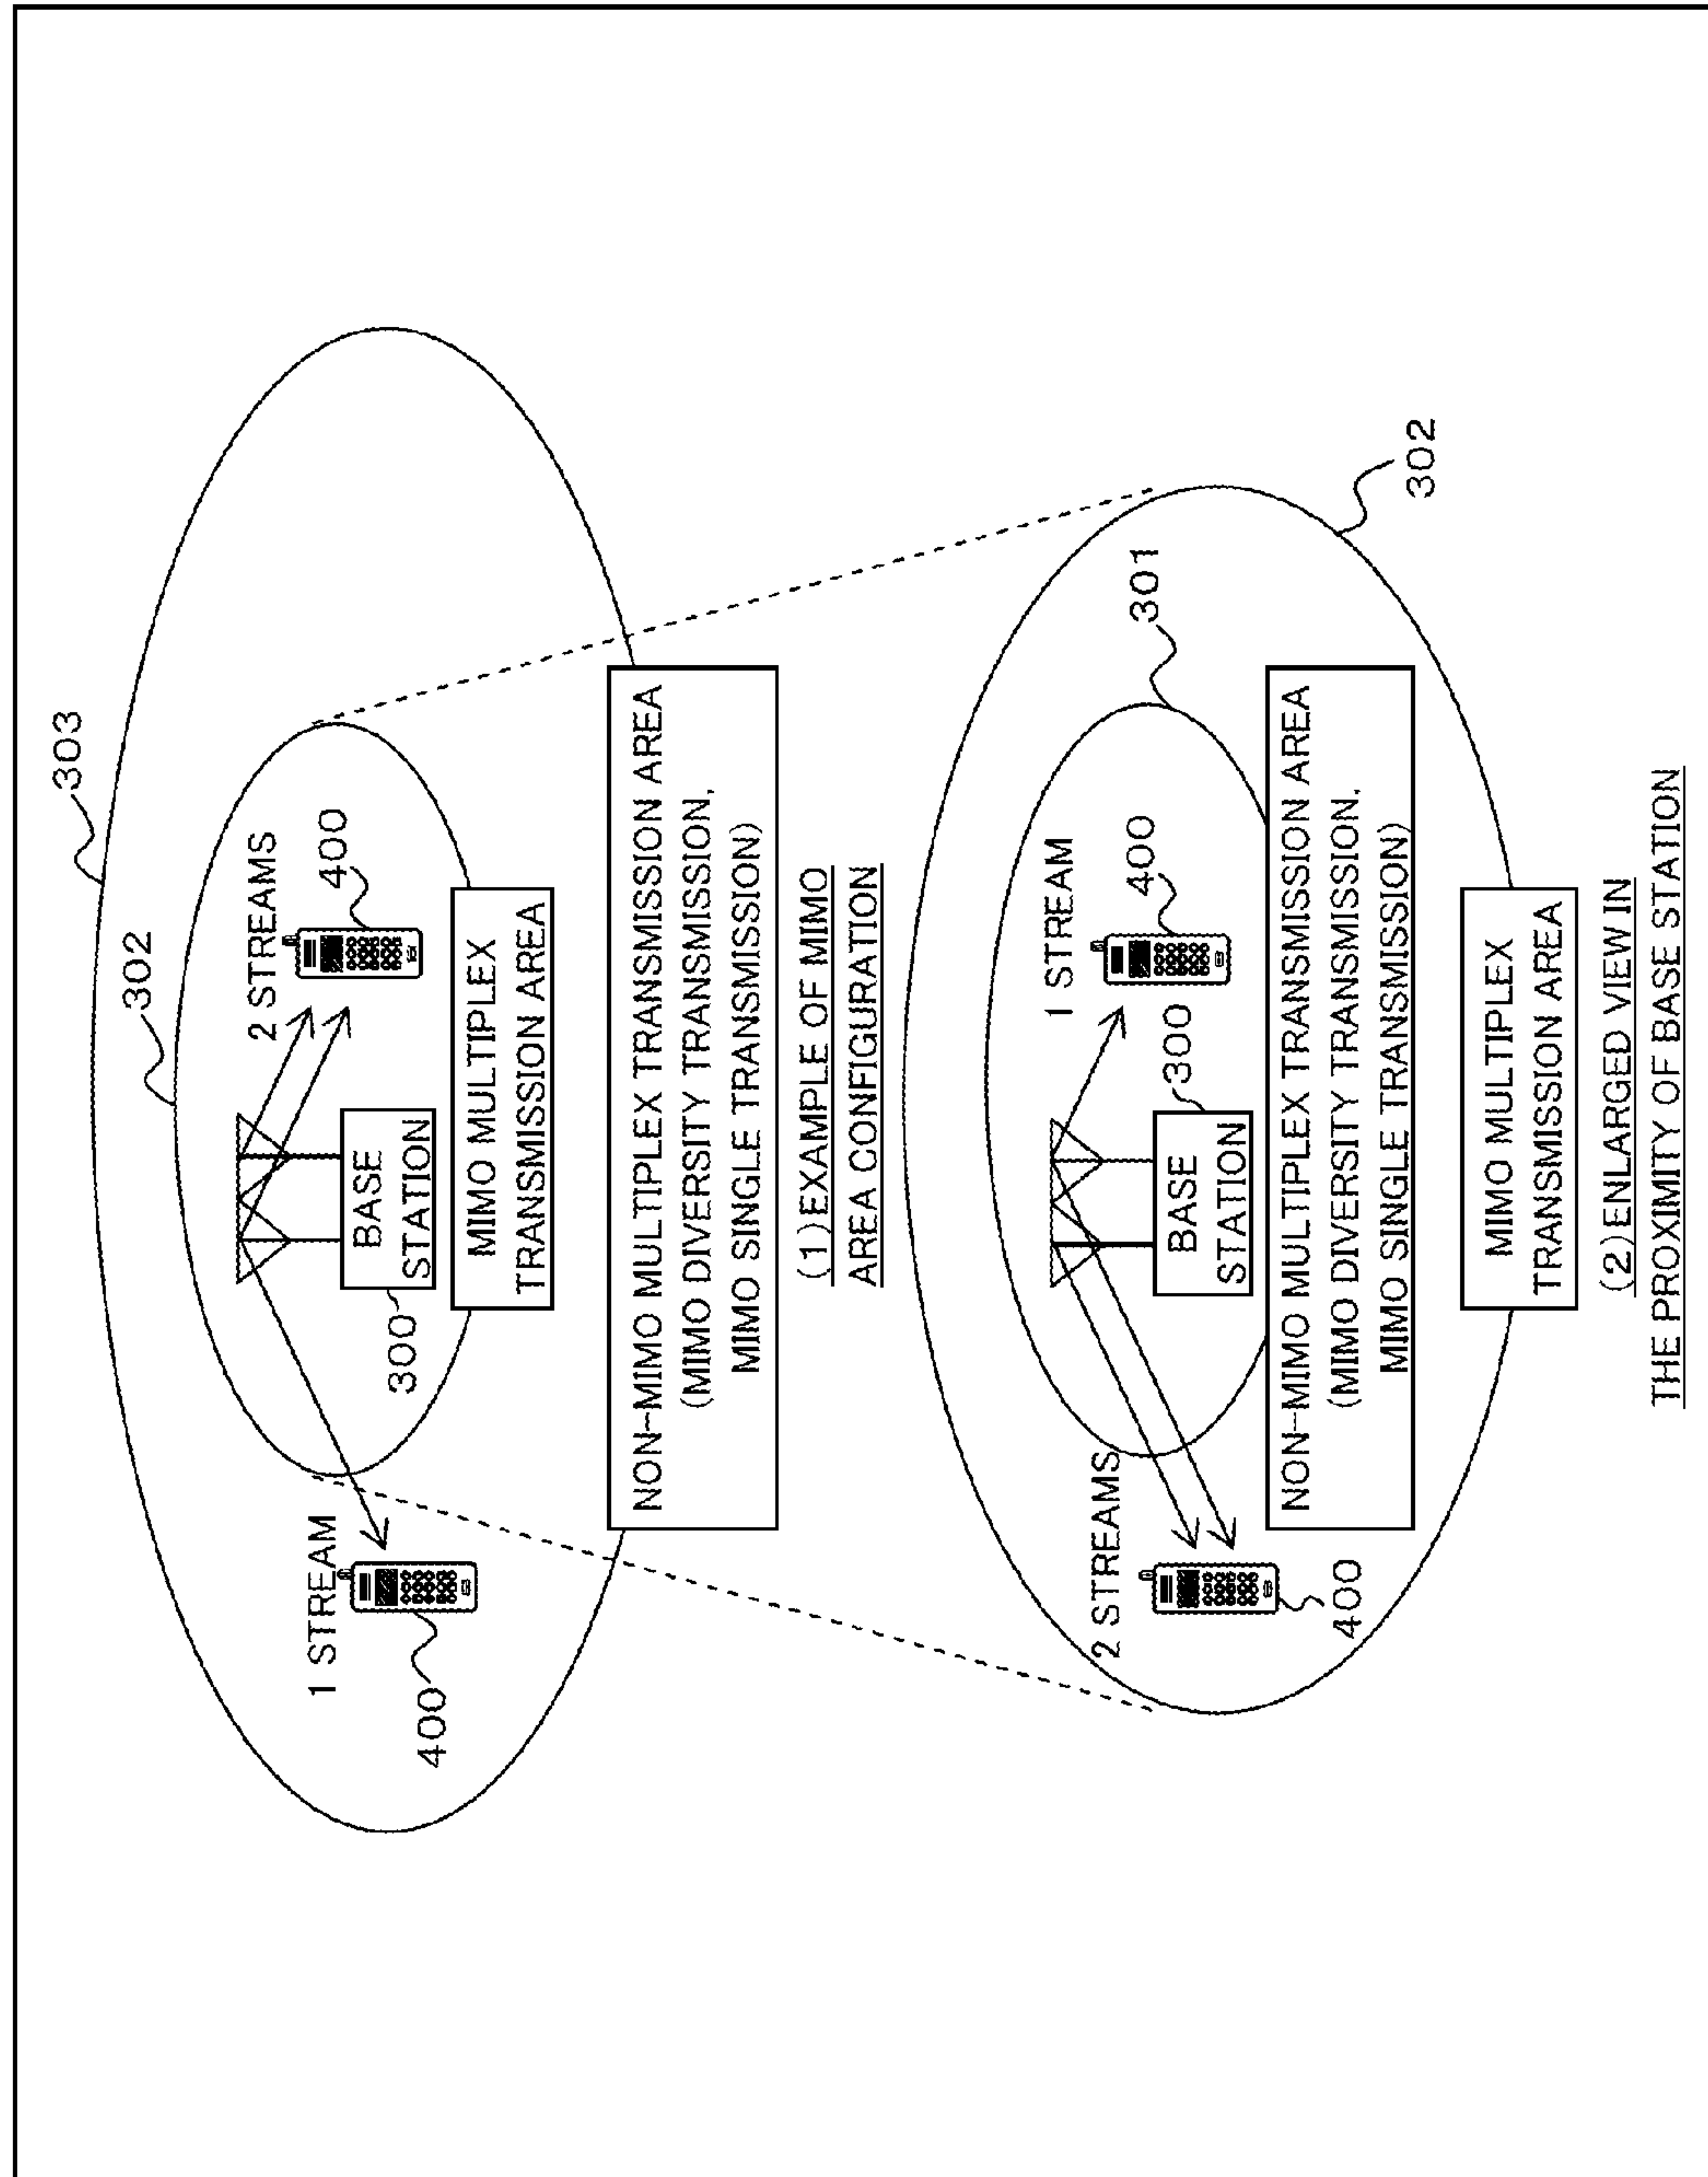 303
302
2 STREAMS
400
1 STREAM
400
BASE
STATION
300
MIMO MULTIPLEX
TRANSMISSION AREA
NON-MIMO MULTIPLEX TRANSMISSION AREA
(MIMO DIVERSITY TRANSMISSION,
MIMO SINGLE TRANSMISSION)
(1)EXAMPLE OF MIMO
AREA CONFIGURATION
302
301
1 STREAM
400
2 STREAMS
400
300
BASE
STATION
NON-MIMO MULTIPLEX TRANSMISSION AREA
(MIMO DIVERSITY TRANSMISSION,
MIMO SINGLE TRANSMISSION)
MIMO MULTIPLEX
TRANSMISSION AREA
(2)ENLARGED VIEW IN
THE PROXIMITY OF BASE STATION